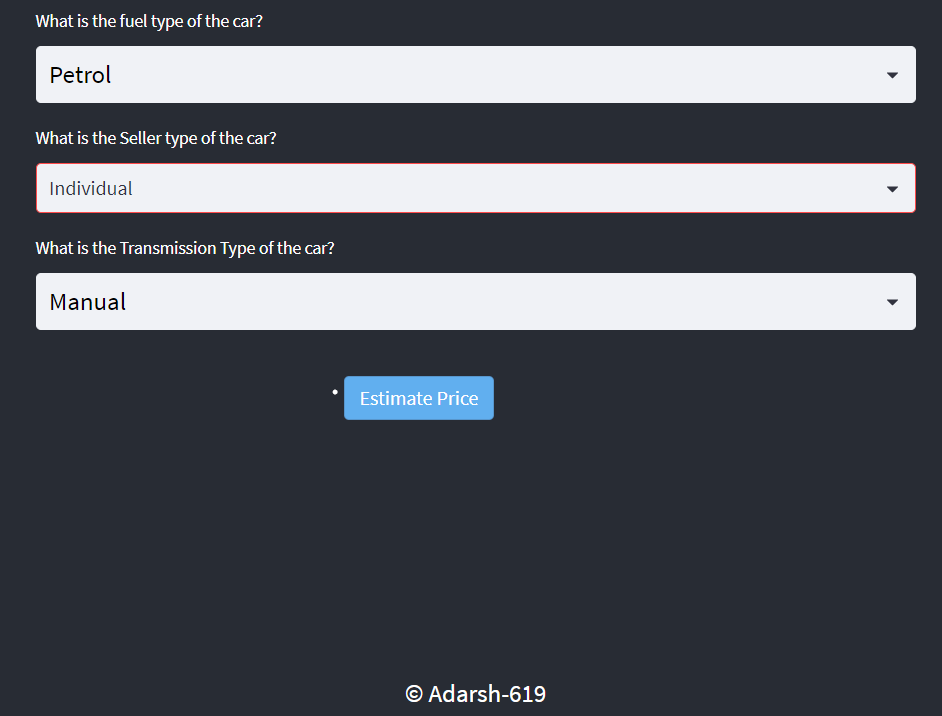 What is the fuel type of the car?
Petrol
What is the Seller type of the car?
Individual
What is the Transmission Type of the car?
Manual
• Estimate Price
© Adarsh-619